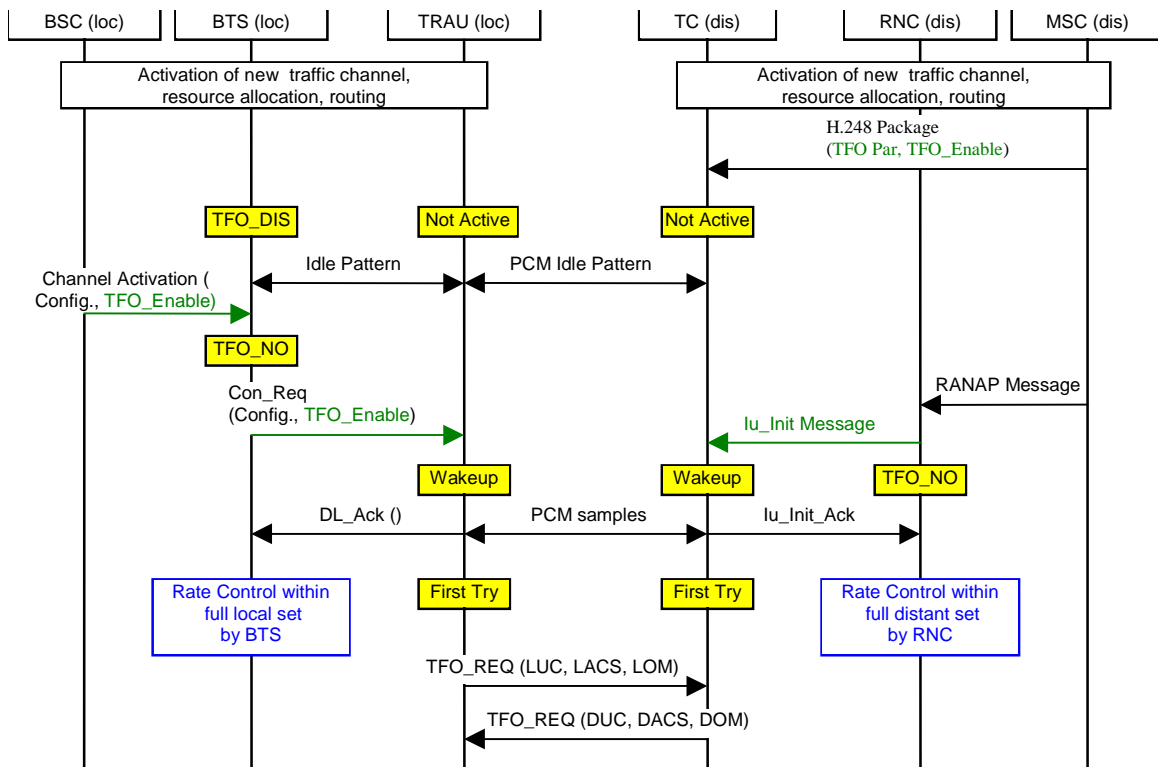 BSC (loc)
BTS (loc)
TRAU (loc)
TC (dis)
RNC (dis)
MSC (dis)
Activation of new traffic channel,
resource allocation, routing
Activation of new traffic channel,
resource allocation, routing
H.248 Package
(TFO Par, TFO_Enable)
TFO_DIS
Not Active
Not Active
Idle Pattern
PCM Idle Pattern
Channel Activation (
Config., TFO_Enable)
TFO_NO
Con_Req
(Config., TFO_Enable)
RANAP Message
Iu_Init Message
Wakeup
Wakeup
TFO_NO
DL_Ack ()
PCM samples
Iu_Init_Ack
Rate Control within
full local set
by BTS
First Try
First Try
Rate Control within
full distant set
by RNC
TFO_REQ (LUC, LACS, LOM)
TFO_REQ (DUC, DACS, DOM)